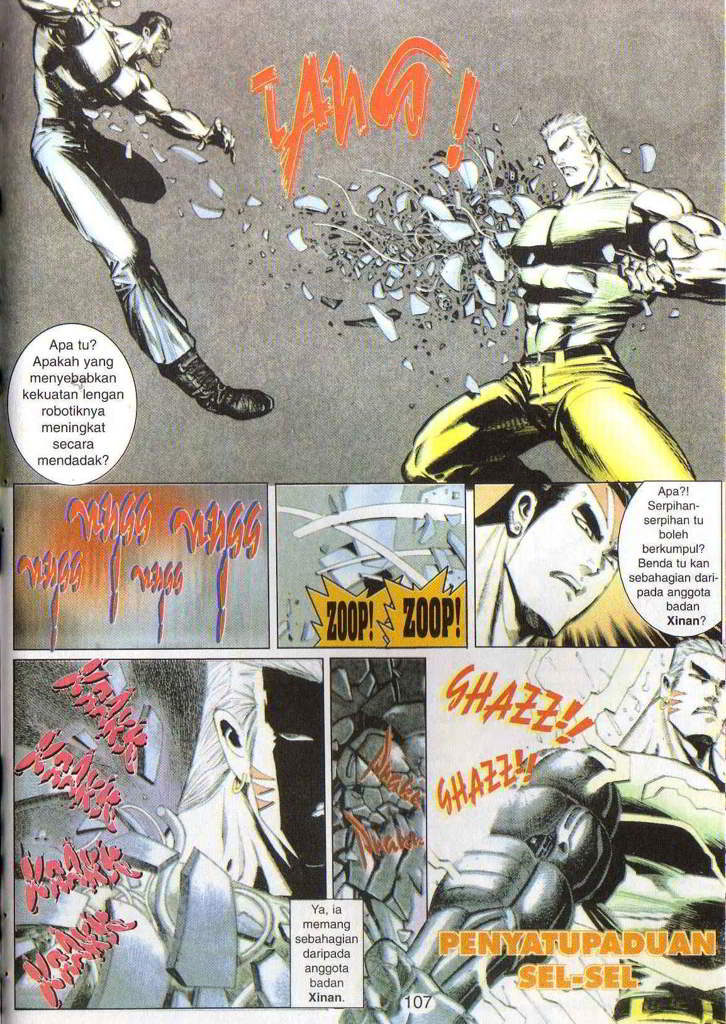 TANG!
Apa tu?
Apakah yang
menyebabkan
kekuatan lengan
robotiknya
meningkat
secara
mendadak?
ZOOP! ZOOP!
Apa?!
Serpihan-
serpihan tu
boleh
berkumpul?
Benda tu kan
sebahagian dari-
pada anggota
badan
Xinan?
GHAZZ!!
GHAZZ!!
Ya, ia
memang
sebahagian
daripada
anggota
badan
Xinan.
PENYATUPADUAN
SEL-SEL
107